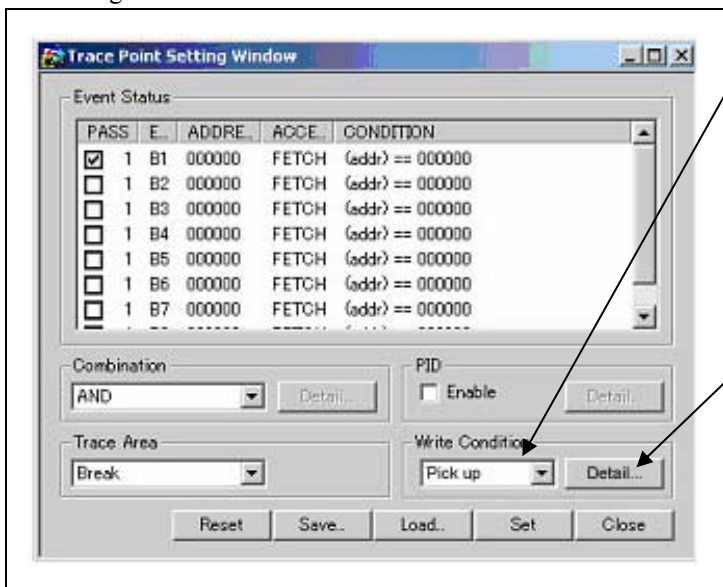 Trace Point Setting Window
Event Status
PASS E.. ADDRE.. ACCE.. CONDITION
1 B1 000000 FETCH (addr) == 000000
1 B2 000000 FETCH (addr) == 000000
1 B3 000000 FETCH (addr) == 000000
1 B4 000000 FETCH (addr) == 000000
1 B5 000000 FETCH (addr) == 000000
1 B6 000000 FETCH (addr) == 000000
1 B7 000000 FETCH (addr) == 000000
Combination
AND Detail...
PID
Enable Detail...
Trace Area
Break
Write Condition
Pick up Detail...
Reset Save.. Load.. Set Close